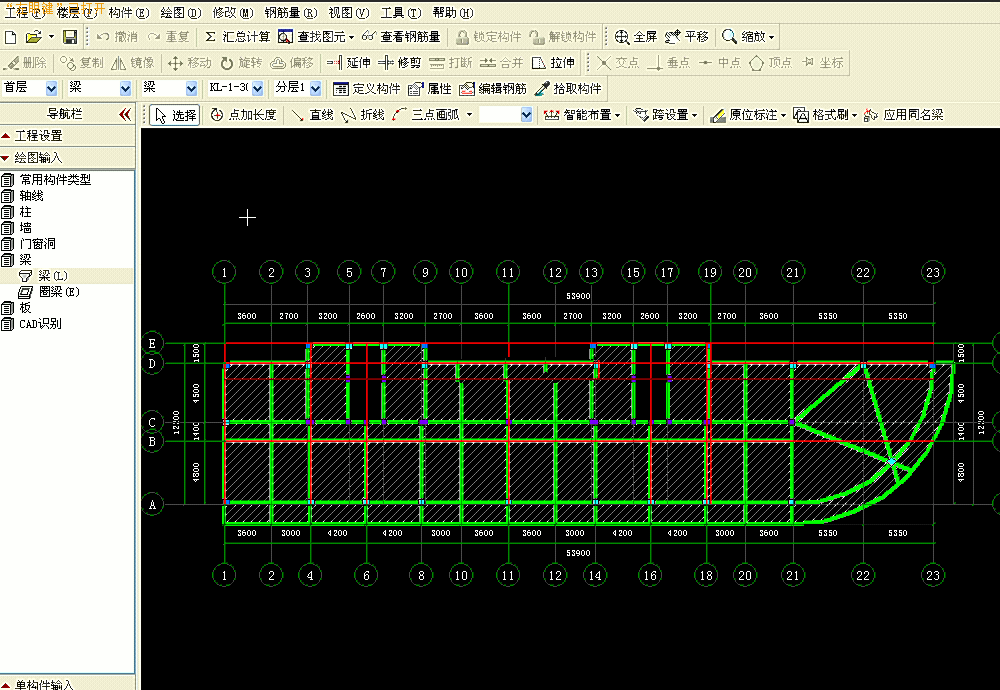 工程 楼层(F) 构件(E) 绘图(D) 修改(M) 钢筋量(R) 视图(V) 工具(T) 帮助(H)
撤消 重复 Σ 汇总计算 查找图元 查看钢筋量 锁定构件 解锁构件 全屏 平移 缩放
删除 复制 镜像 移动 旋转 偏移 延伸 修剪 打断 合并 拉伸 交点 垂点 中点 顶点 坐标
首层 梁 梁 KL-1-3( 分层1 定义构件 属性 编辑钢筋 拾取构件
导航栏 选择 点加长度 直线 折线 三点画弧 智能布置 跨设置 原位标注 格式刷 应用同名梁
工程设置
绘图输入
常用构件类型
轴线
柱
墙
门窗洞
梁
梁(L)
圈梁(E)
板
CAD识别
单构件输入
1 2 3 5 7 9 10 11 12 13 15 17 19 20 21 22 23
53900
3600 2700 3200 2600 3200 2700 3600 3600 2700 3200 2600 3200 2700 3600 5350 5350
E
D
C
B
A
1500
4500
1400
4800
12200
1500
4500
1400
4800
12200
3600 3000 4200 4200 3000 3600 3600 3000 4200 4200 3000 3600 5350 5350
53900
1 2 4 6 8 10 11 12 14 16 18 20 21 22 23